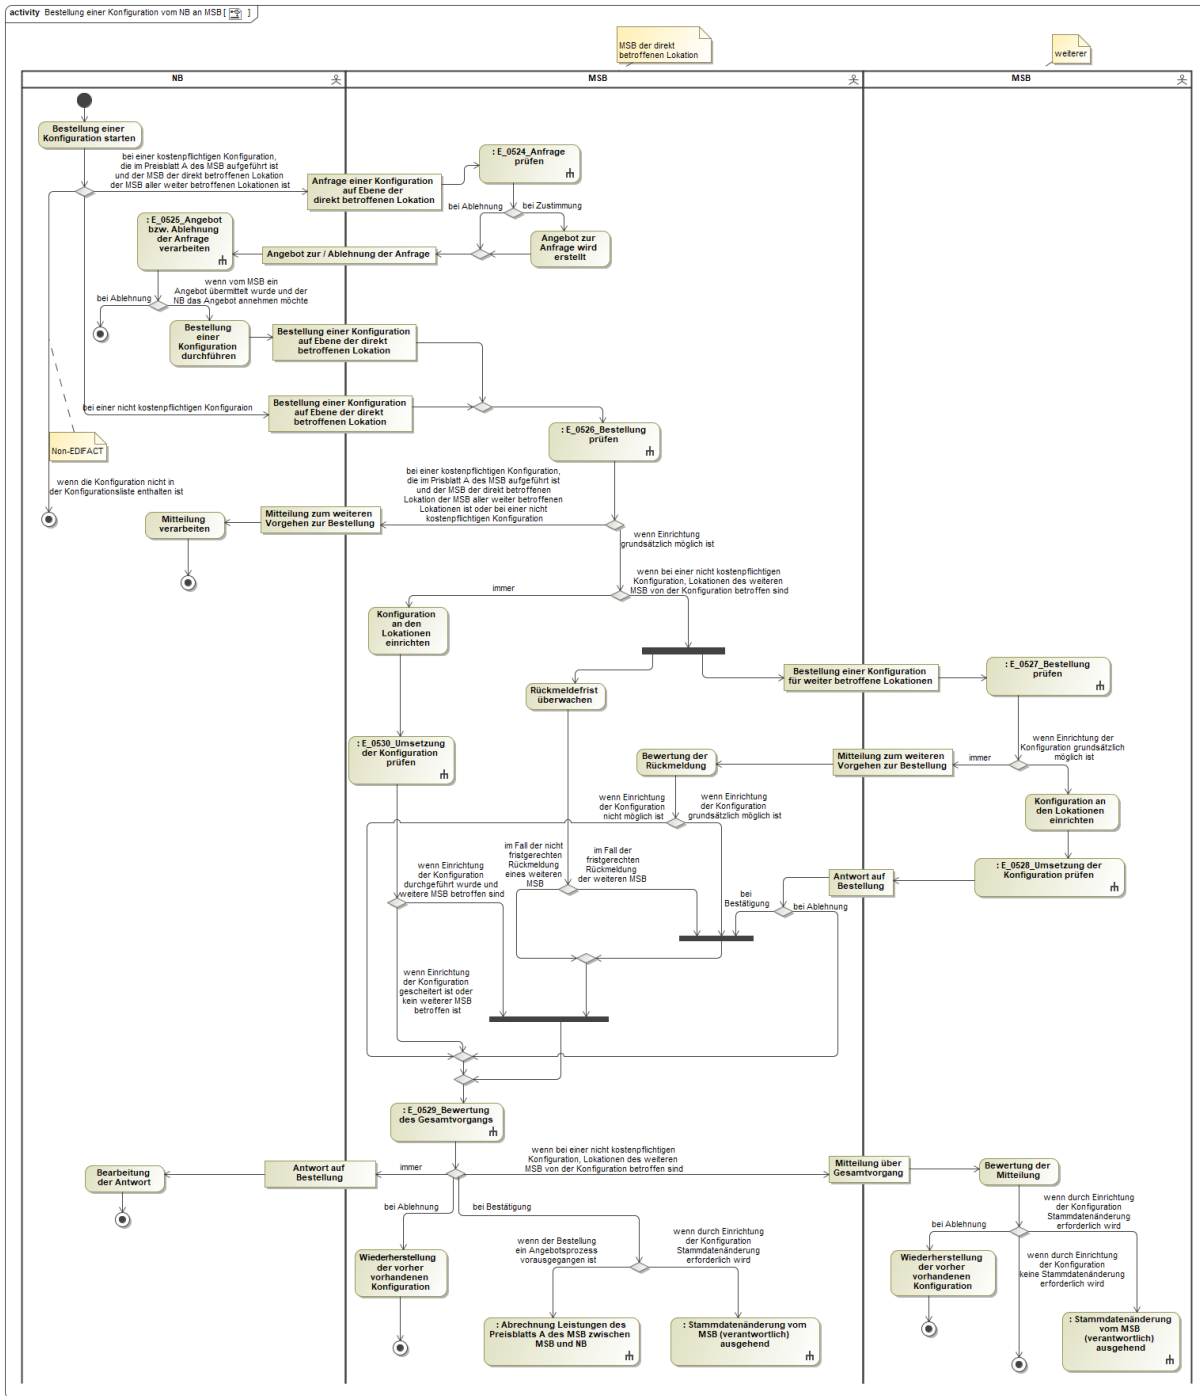 activity Bestellung einer Konfiguration vom NB an MSB [ ]
MSB der direkt
betroffenen Lokation
weiterer
NB
MSB
MSB
Bestellung einer
Konfiguration starten
bei einer kostenpflichtigen Konfiguration,
die im Preisblatt A des MSB aufgeführt ist
und der MSB der direkt betroffenen Lokation
der MSB aller weiter betroffenen Lokationen ist
Anfrage einer Konfiguration
auf Ebene der
direkt betroffenen Lokation
: E_0524_Anfrage
prüfen
bei Ablehnung
bei Zustimmung
: E_0525_Angebot
bzw. Ablehnung
der Anfrage
verarbeiten
Angebot zur / Ablehnung der Anfrage
Angebot zur
Anfrage wird
erstellt
wenn vom MSB ein
Angebot übermittelt wurde und der
NB das Angebot annehmen möchte
bei Ablehnung
Bestellung
einer
Konfiguration
durchführen
Bestellung einer Konfiguration
auf Ebene der direkt
betroffenen Lokation
bei einer nicht kostenpflichtigen Konfiguraion
Bestellung einer Konfiguration
auf Ebene der direkt
betroffenen Lokation
: E_0526_Bestellung
prüfen
Non-EDIFACT
wenn die Konfiguration nicht in
der Konfigurationsliste enthalten ist
bei einer kostenpflichtigen Konfiguration,
die im Prisblatt A des MSB aufgeführt ist
und der MSB der direkt betroffenen
Lokation der MSB aller weiter betroffenen
Lokationen ist oder bei einer nicht
kostenpflichtigen Konfiguration
Mitteilung
verarbeiten
Mitteilung zum weiteren
Vorgehen zur Bestellung
wenn Einrichtung
grundsätzlich möglich ist
immer
wenn bei einer nicht kostenpflichtigen
Konfiguration, Lokationen des weiteren
MSB von der Konfiguration betroffen sind
Konfiguration
an den
Lokationen
einrichten
Rückmeldefrist
überwachen
Bestellung einer Konfiguration
für weiter betroffene Lokationen
: E_0527_Bestellung
prüfen
: E_0530_Umsetzung
der Konfiguration
prüfen
Bewertung der
Rückmeldung
Mitteilung zum weiteren
Vorgehen zur Bestellung
immer
wenn Einrichtung der
Konfiguration grundsätzlich
möglich ist
wenn Einrichtung
der Konfiguration
nicht möglich ist
wenn Einrichtung
der Konfiguration
grundsätzlich möglich ist
Konfiguration an
den Lokationen
einrichten
im Fall der nicht
fristgerechten
Rückmeldung
eines weiteren
MSB
im Fall der
fristgerechten
Rückmeldung
der weiteren MSB
wenn Einrichtung
der Konfiguration
durchgeführt wurde und
weitere MSB betroffen sind
Antwort auf
Bestellung
: E_0528_Umsetzung der
Konfiguration prüfen
bei
Bestätigung
bei Ablehnung
wenn Einrichtung
der Konfiguration
gescheitert ist oder
kein weiterer MSB
betroffen ist
: E_0529_Bewertung
des Gesamtvorgangs
Bearbeitung
der Antwort
Antwort auf
Bestellung
immer
wenn bei einer nicht kostenpflichtigen
Konfiguration, Lokationen des weiteren
MSB von der Konfiguration betroffen sind
Mitteilung über
Gesamtvorgang
Bewertung der
Mitteilung
bei Ablehnung
bei Bestätigung
Wiederherstellung
der vorher
vorhandenen
Konfiguration
wenn der Bestellung
ein Angebotsprozess
vorausgegangen ist
wenn durch Einrichtung
der Konfiguration
Stammdatenänderung
erforderlich wird
bei Ablehnung
wenn durch Einrichtung
der Konfiguration
Stammdatenänderung
erforderlich wird
Wiederherstellung
der vorher
vorhandenen
Konfiguration
wenn durch Einrichtung
der Konfiguration
keine Stammdatenänderung
erforderlich wird
: Abrechnung Leistungen des
Preisblatts A des MSB zwischen
MSB und NB
: Stammdatenänderung vom
MSB (verantwortlich)
ausgehend
: Stammdatenänderung
vom MSB
(verantwortlich)
ausgehend